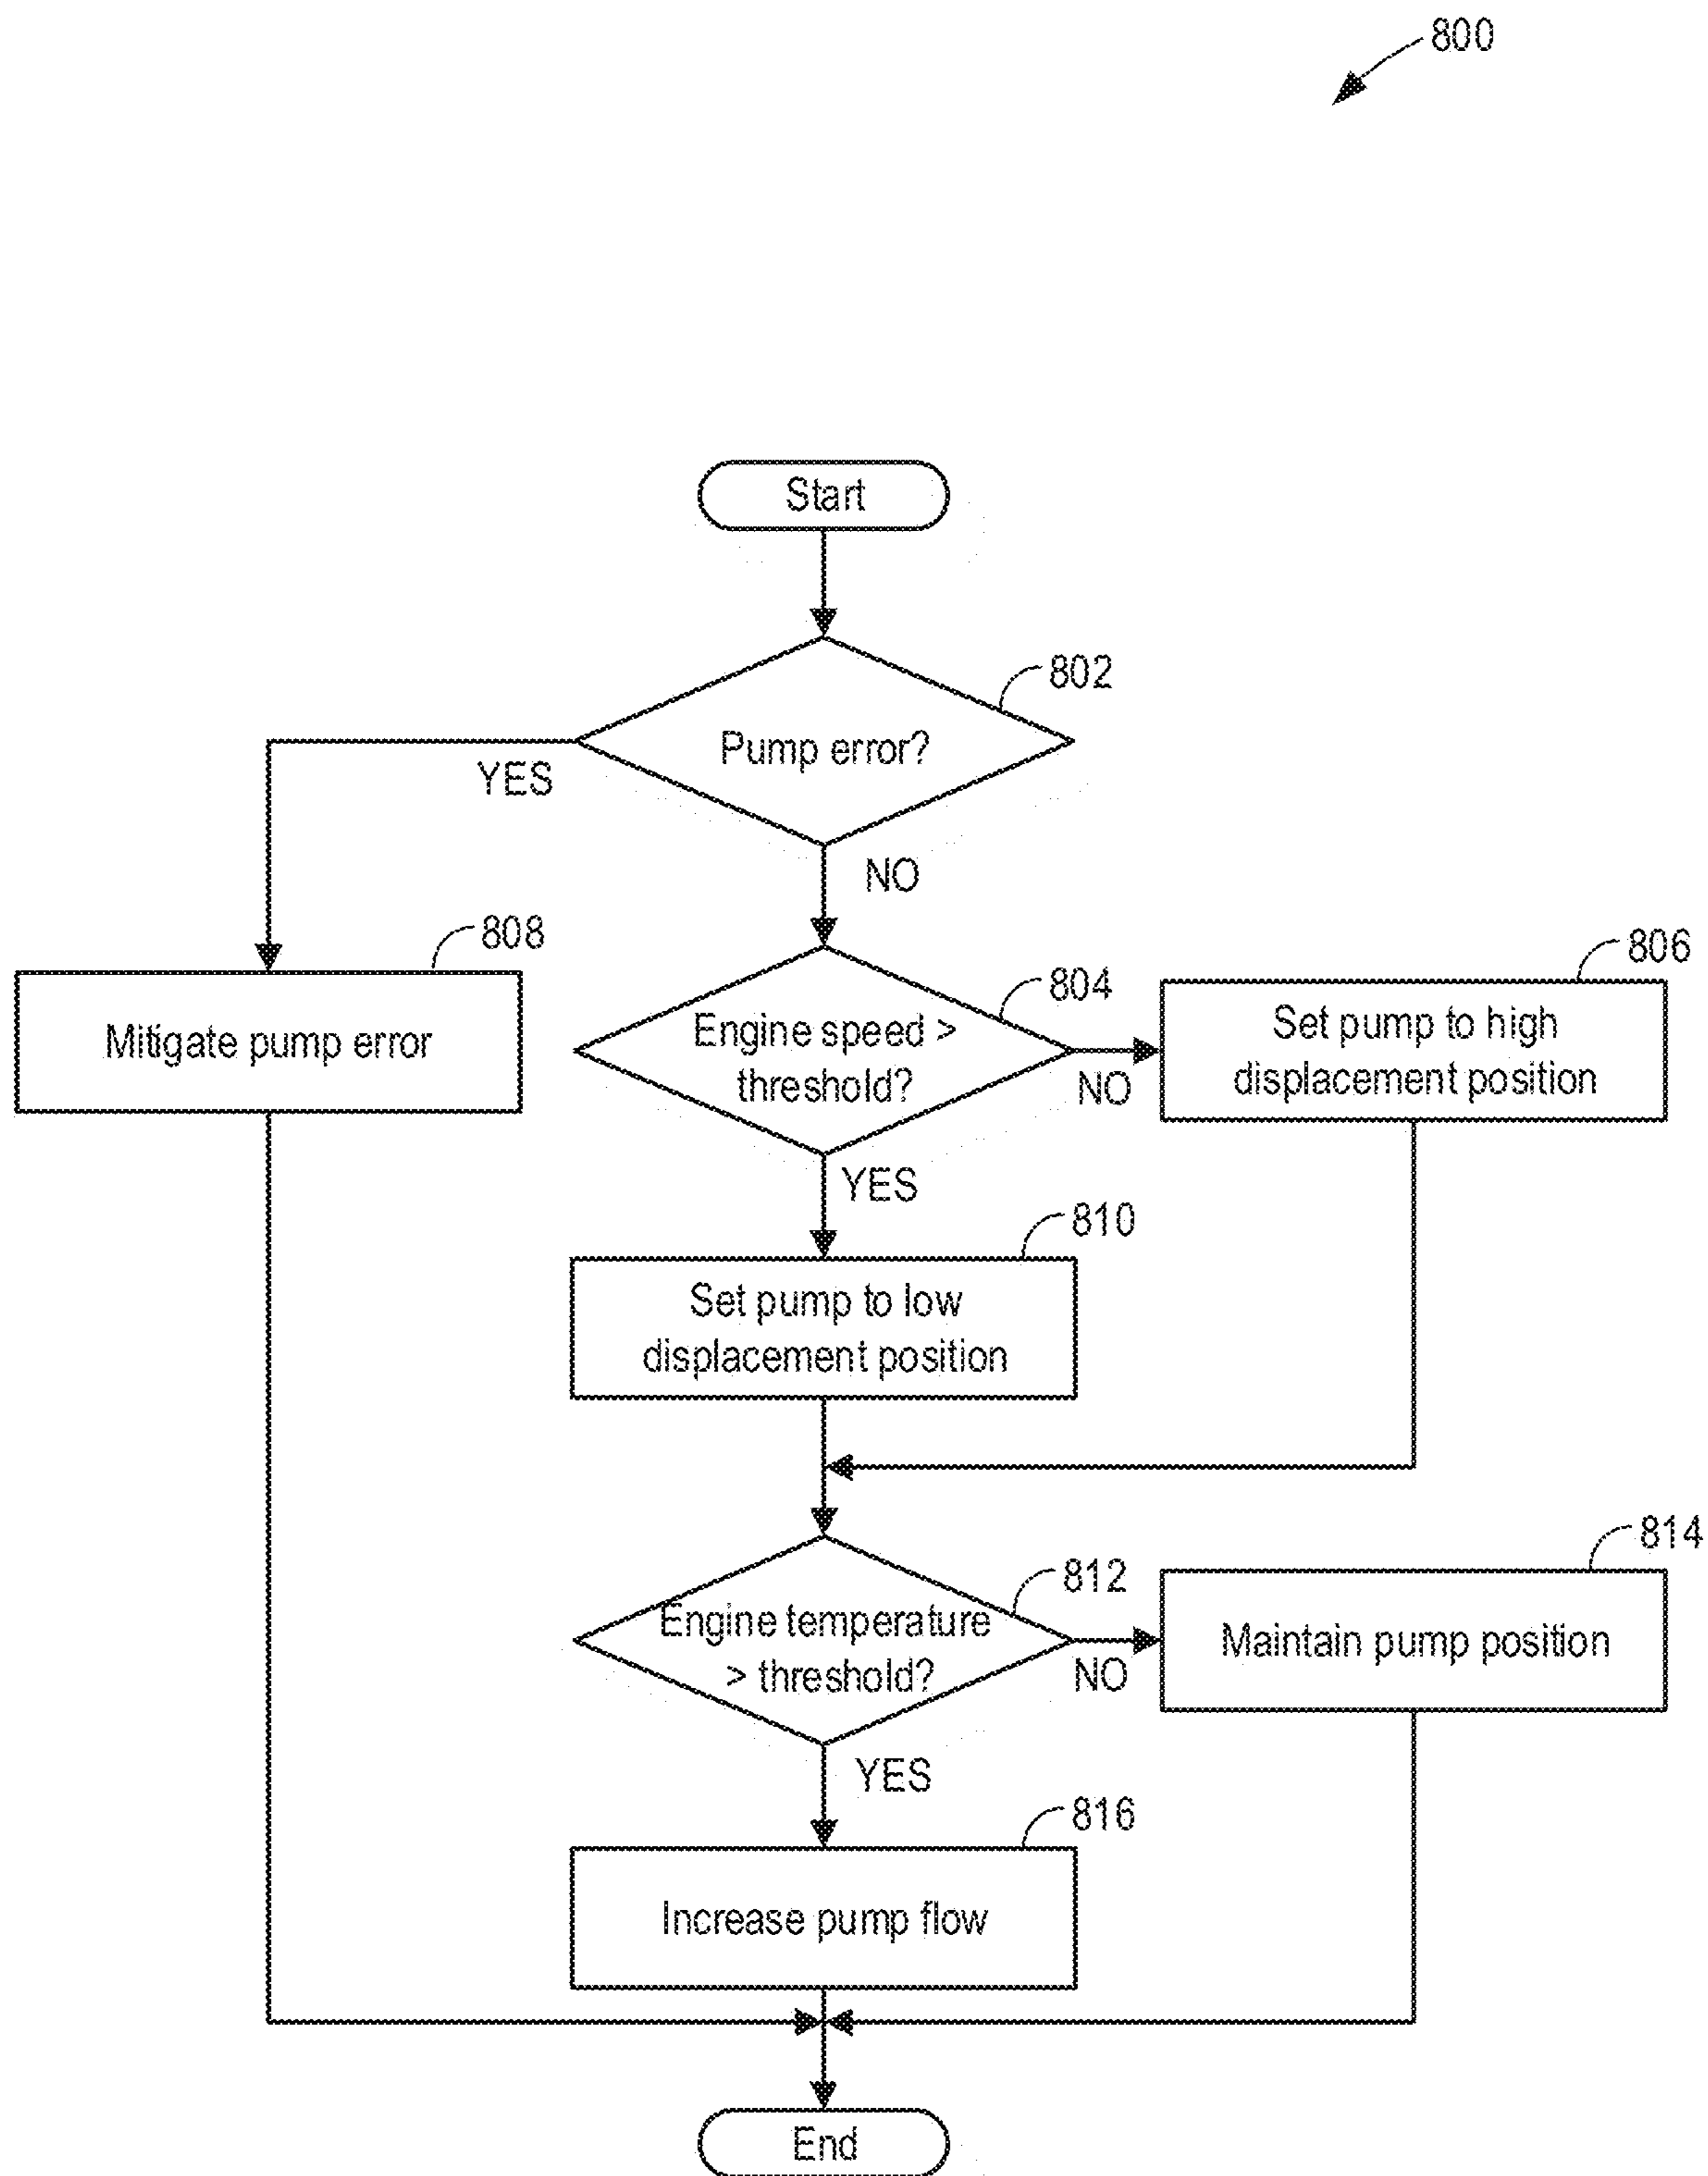 800
Start
802
Pump error?
YES
NO
808
Mitigate pump error
804
Engine speed >
threshold?
NO
806
Set pump to high
displacement position
YES
810
Set pump to low
displacement position
812
Engine temperature
> threshold?
NO
814
Maintain pump position
YES
816
Increase pump flow
End